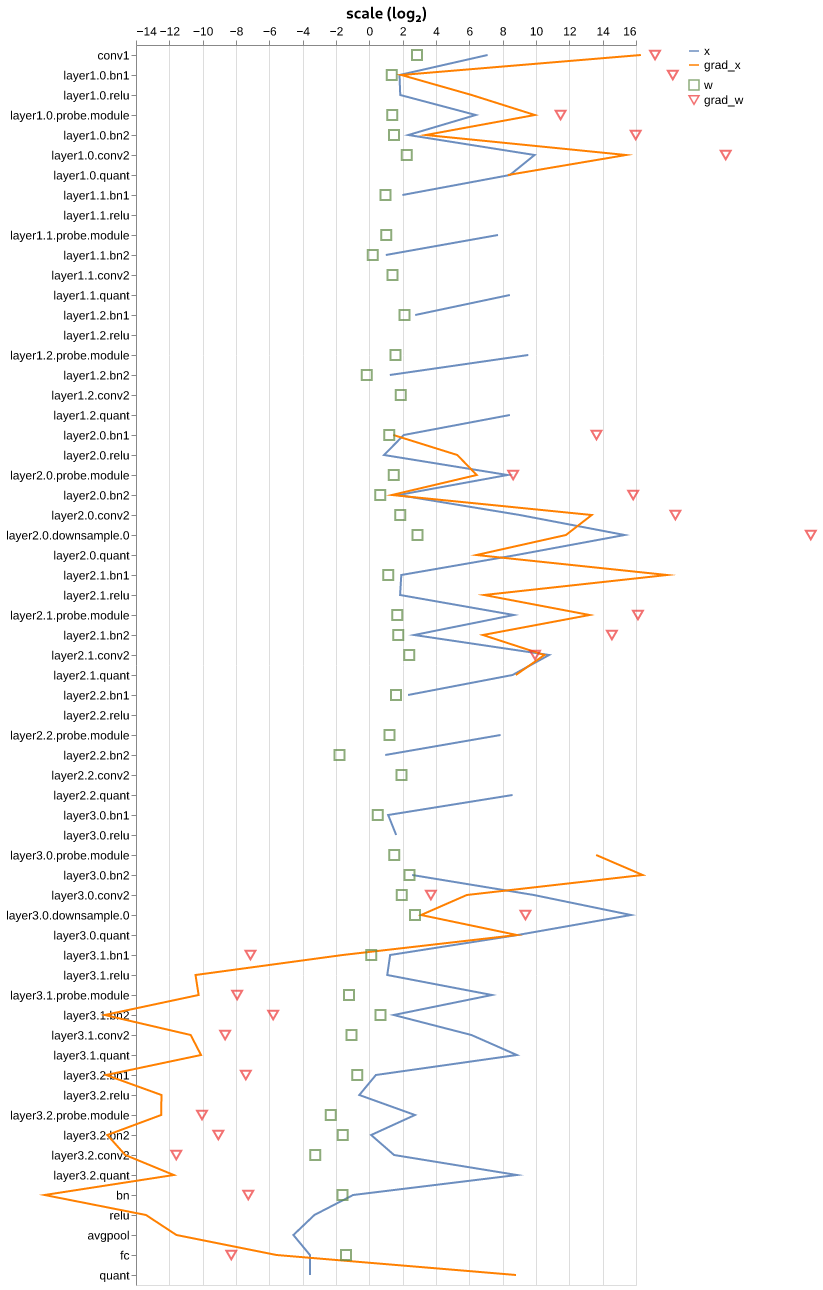 scale (log₂)
−14 −12 −10 −8 −6 −4 −2 0 2 4 6 8 10 12 14 16
x
grad_x
w
grad_w
conv1
layer1.0.bn1
layer1.0.relu
layer1.0.probe.module
layer1.0.bn2
layer1.0.conv2
layer1.0.quant
layer1.1.bn1
layer1.1.relu
layer1.1.probe.module
layer1.1.bn2
layer1.1.conv2
layer1.1.quant
layer1.2.bn1
layer1.2.relu
layer1.2.probe.module
layer1.2.bn2
layer1.2.conv2
layer1.2.quant
layer2.0.bn1
layer2.0.relu
layer2.0.probe.module
layer2.0.bn2
layer2.0.conv2
layer2.0.downsample.0
layer2.0.quant
layer2.1.bn1
layer2.1.relu
layer2.1.probe.module
layer2.1.bn2
layer2.1.conv2
layer2.1.quant
layer2.2.bn1
layer2.2.relu
layer2.2.probe.module
layer2.2.bn2
layer2.2.conv2
layer2.2.quant
layer3.0.bn1
layer3.0.relu
layer3.0.probe.module
layer3.0.bn2
layer3.0.conv2
layer3.0.downsample.0
layer3.0.quant
layer3.1.bn1
layer3.1.relu
layer3.1.probe.module
layer3.1.bn2
layer3.1.conv2
layer3.1.quant
layer3.2.bn1
layer3.2.relu
layer3.2.probe.module
layer3.2.bn2
layer3.2.conv2
layer3.2.quant
bn
relu
avgpool
fc
quant